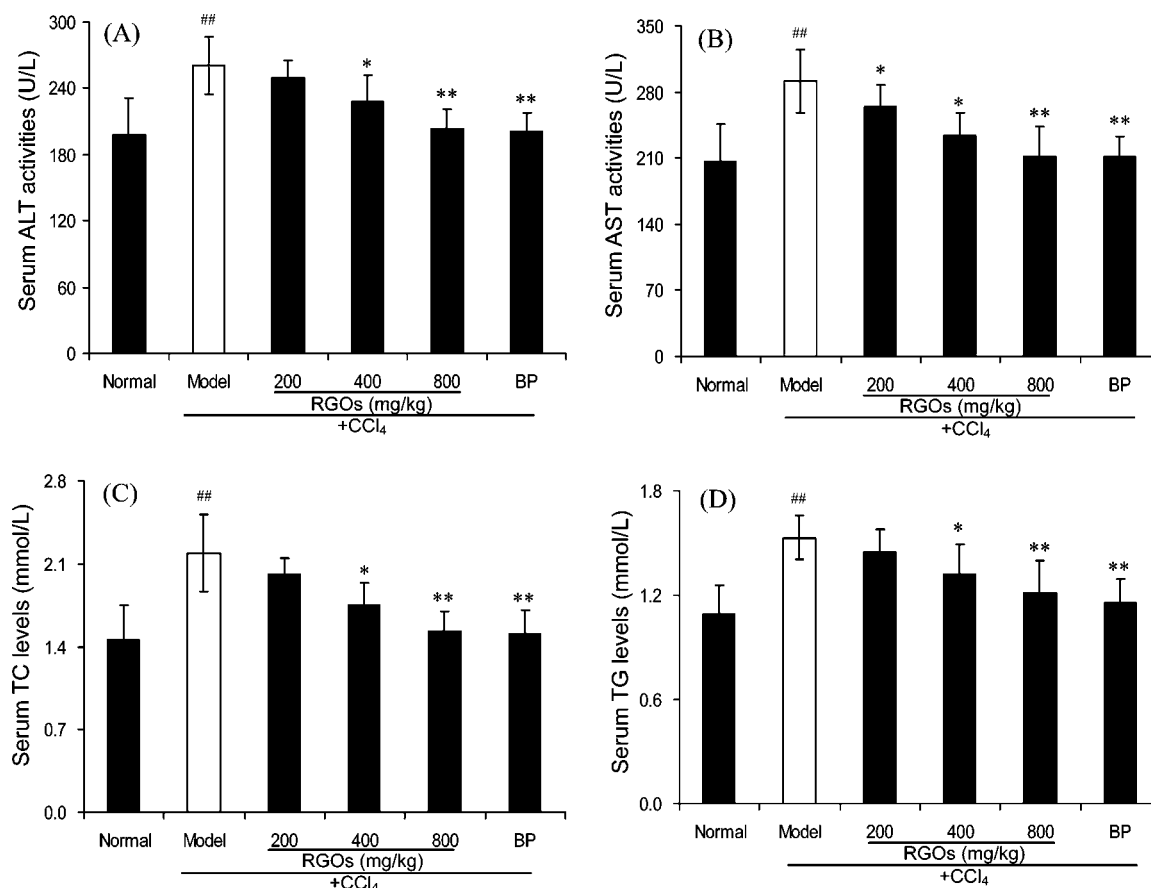 (A)
Serum ALT activities (U/L)
300
240
180
120
60
0
##
*
**
**
Normal Model 200 400 800 BP
RGOs (mg/kg)
+CCl₄
(B)
Serum AST activities (U/L)
350
280
210
140
70
0
##
*
*
**
**
Normal Model 200 400 800 BP
RGOs (mg/kg)
+CCl₄
(C)
Serum TC levels (mmol/L)
2.8
2.1
1.4
0.7
0.0
##
*
**
**
Normal Model 200 400 800 BP
RGOs (mg/kg)
+CCl₄
(D)
Serum TG levels (mmol/L)
1.8
1.2
0.6
0.0
##
*
**
**
Normal Model 200 400 800 BP
RGOs (mg/kg)
+CCl₄